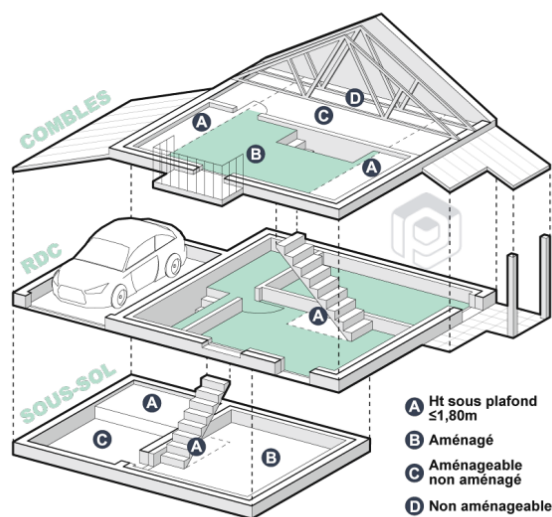 COMBLES
A
D
C
B
A
RDC
A
SOUS-SOL
A
C
A
B
A Ht sous plafond
≤1,80m
B Aménagé
C Aménageable
non aménagé
D Non aménageable